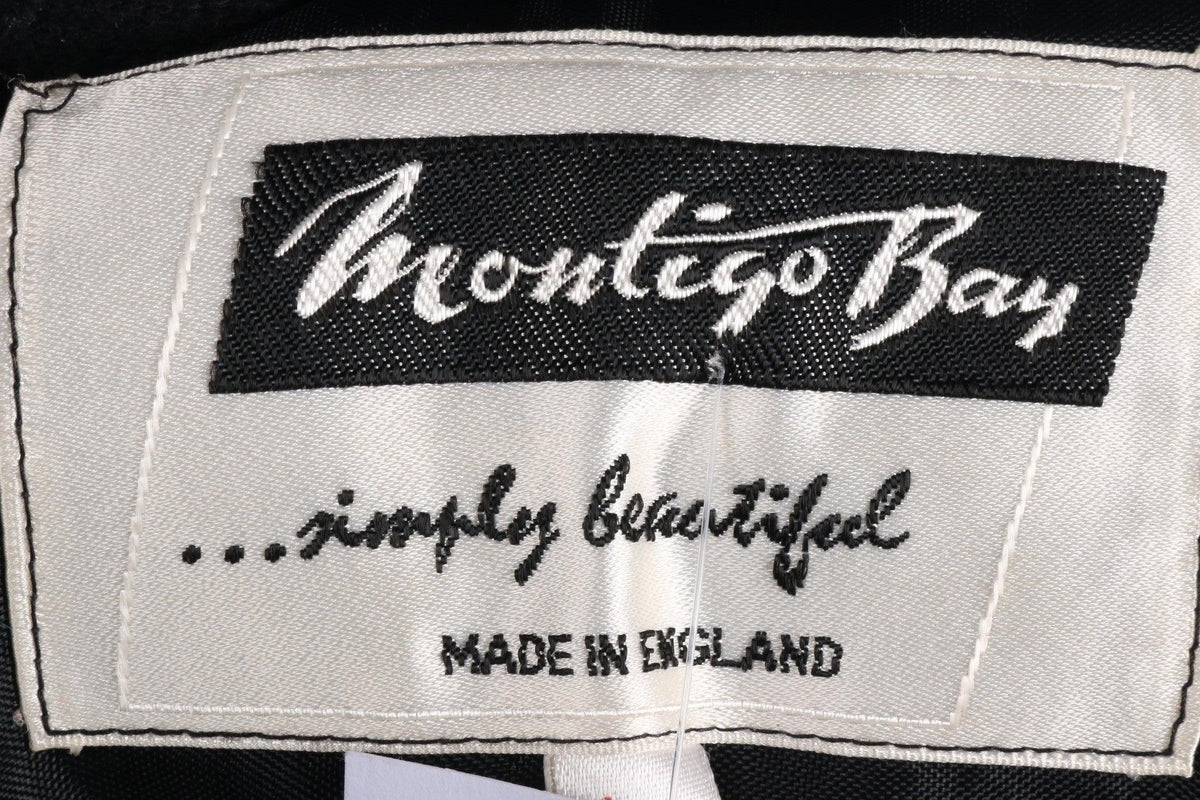 Montigo Bay
...simply beautiful
MADE IN ENGLAND